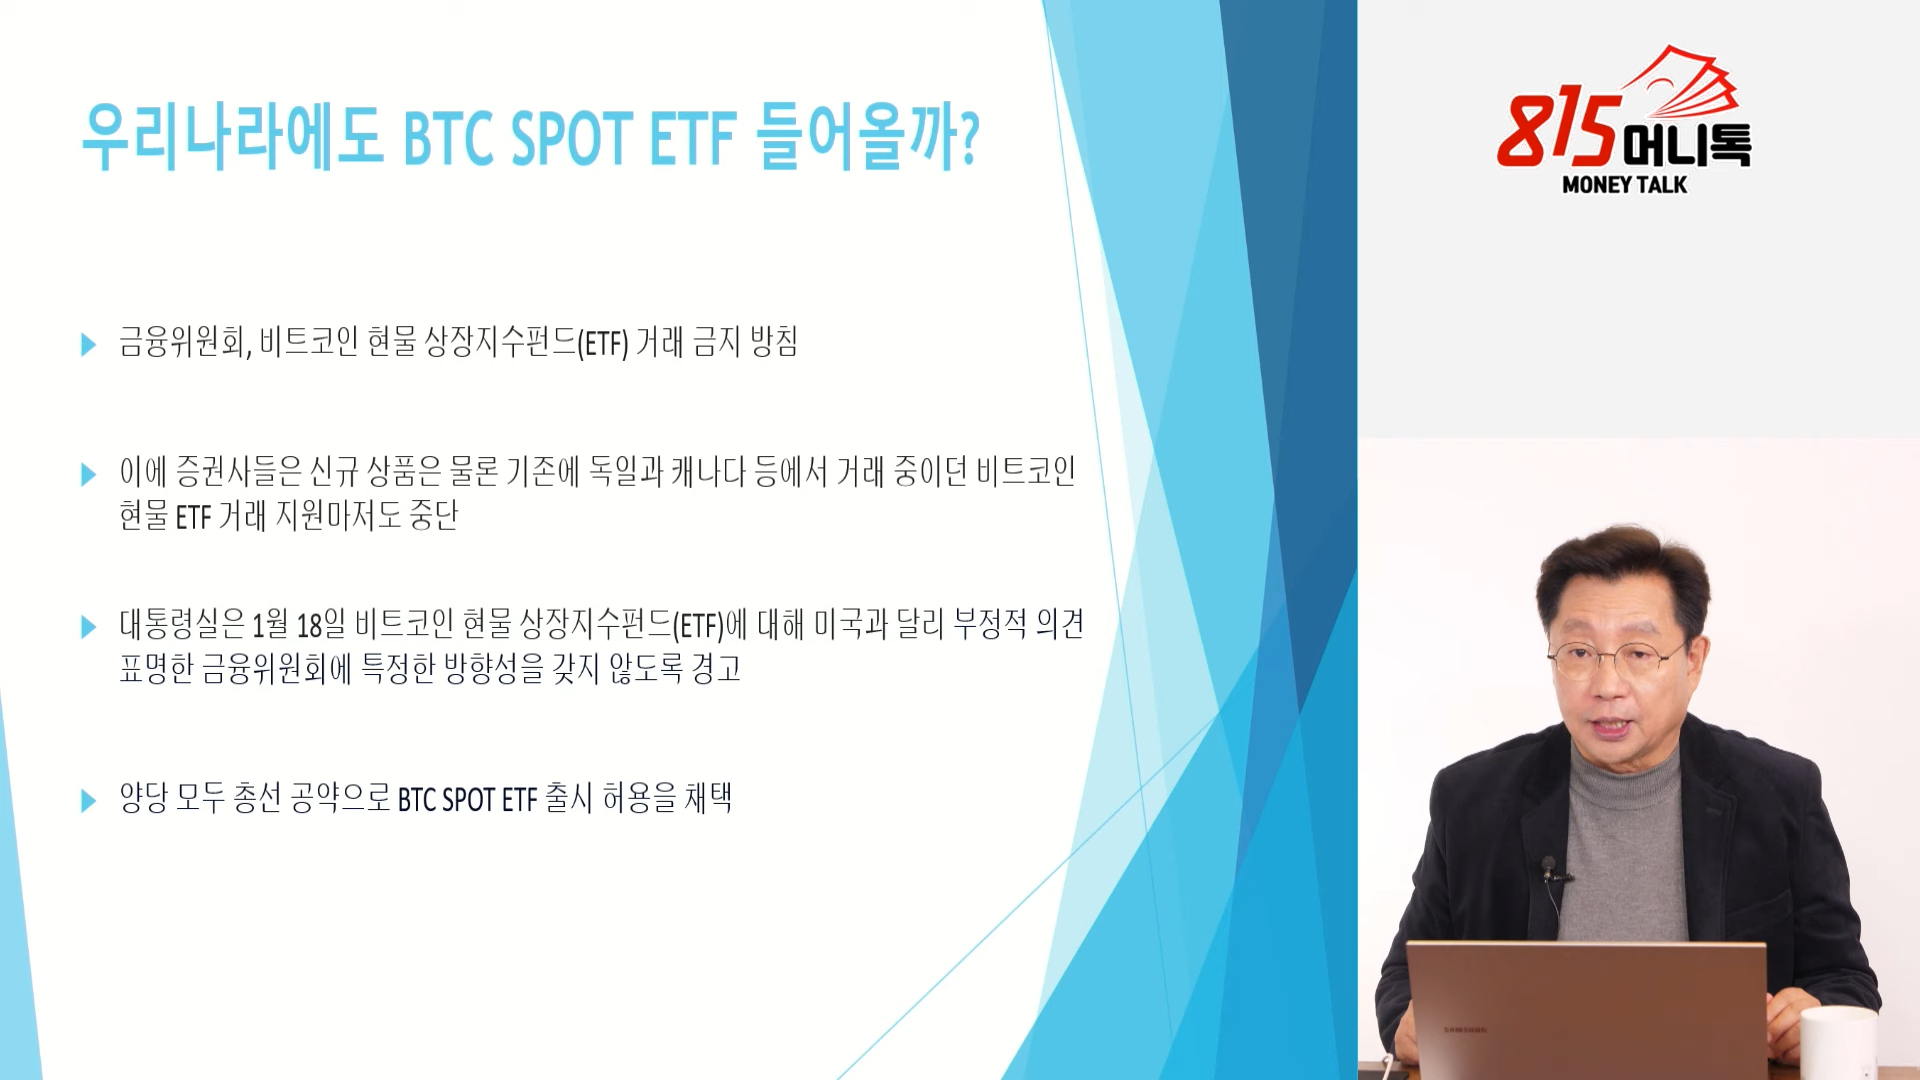 우리나라에도 BTC SPOT ETF 들어올까?
금융위원회, 비트코인 현물 상장지수펀드(ETF) 거래 금지 방침
이에 증권사들은 신규 상품은 물론 기존에 독일과 캐나다 등에서 거래 중이던 비트코인
현물 ETF 거래 지원마저도 중단
대통령실은 1월 18일 비트코인 현물 상장지수펀드(ETF)에 대해 미국과 달리 부정적 의견
표명한 금융위원회에 특정한 방향성을 갖지 않도록 경고
양당 모두 총선 공약으로 BTC SPOT ETF 출시 허용을 채택
815머니톡
MONEY TALK
SAMSUNG